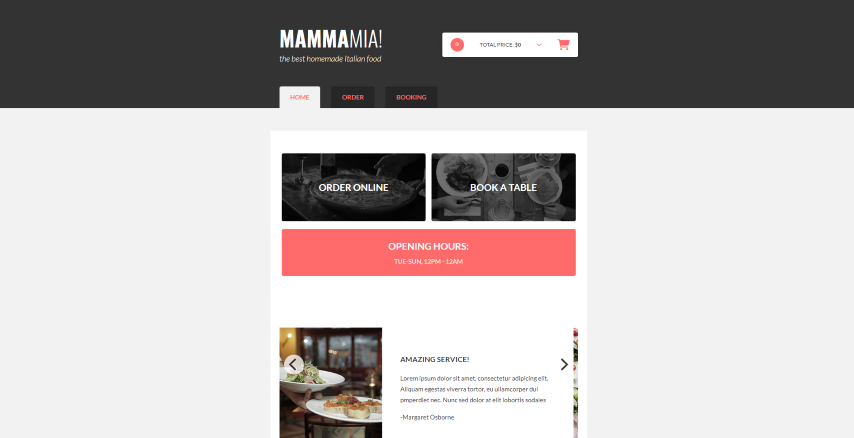 MAMMAMIA!
the best homemade Italian food
0
TOTAL PRICE: $0
HOME
ORDER
BOOKING
ORDER ONLINE
BOOK A TABLE
OPENING HOURS:
TUE-SUN, 12PM - 12AM
AMAZING SERVICE!
Lorem ipsum dolor sit amet, consectetur adipicing elit.
Aliquam egestas viverra tortor, eu ullamcorper dui
pmperdiet nec. Nunc sed dolor at elit lobortis sodales
-Margaret Osborne